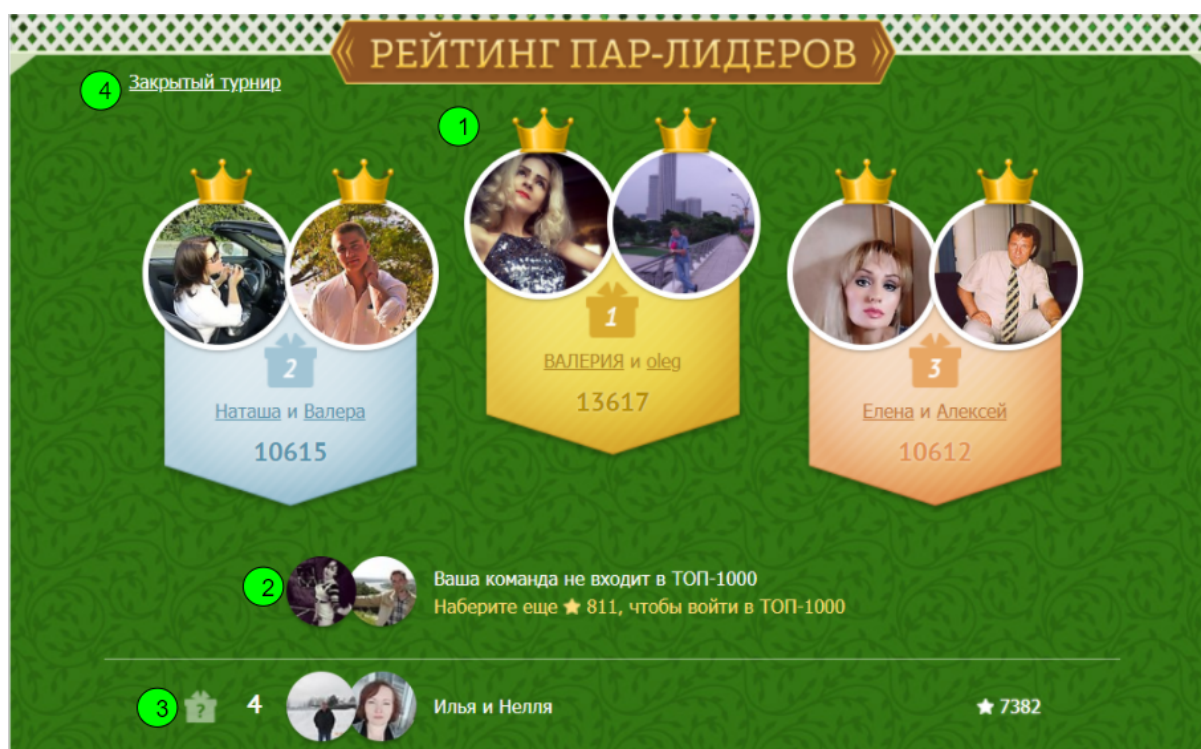 РЕЙТИНГ ПАР-ЛИДЕРОВ
4 Закрытый турнир
1
1
ВАЛЕРИЯ и oleg
13617
2
Наташа и Валера
10615
3
Елена и Алексей
10612
2 Ваша команда не входит в ТОП-1000
Наберите еще ★ 811, чтобы войти в ТОП-1000
3 ? 4 Илья и Нелля ★ 7382